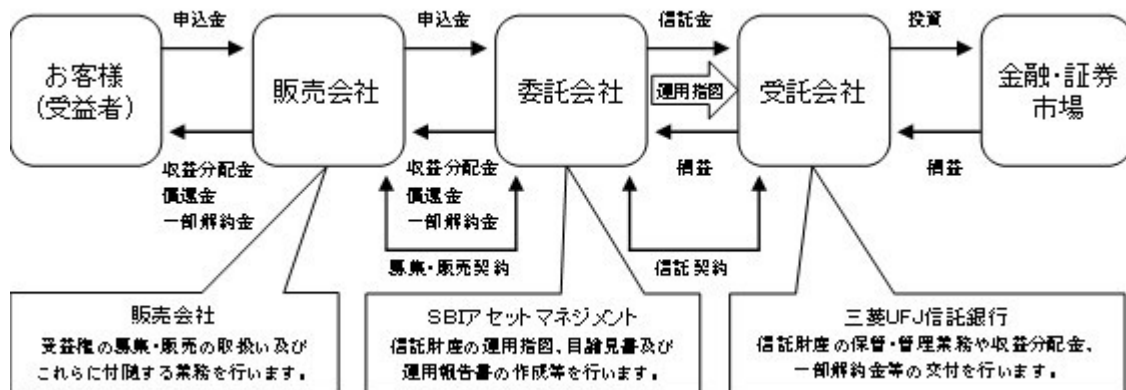 申込金
申込金
信託金
投資
お客様
(受益者)
販売会社
委託会社
運用指図
受託会社
金融・証券
市場
収益分配金
償還金
一部解約金
収益分配金
償還金
一部解約金
損益
損益
募集・販売契約
信託契約
販売会社
受益権の募集・販売の取扱い及び
これらに付随する業務を行います。
SBIアセットマネジメント
信託財産の運用指図、目論見書及び
運用報告書の作成等を行います。
三菱UFJ信託銀行
信託財産の保管・管理業務や収益分配金、
一部解約金等の交付を行います。